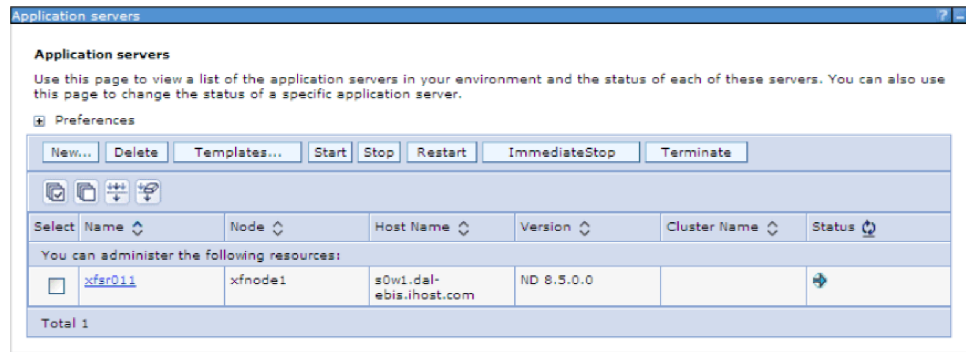 Application servers
Application servers
Use this page to view a list of the application servers in your environment and the status of each of these servers. You can also use
this page to change the status of a specific application server.
Preferences
New... Delete Templates... Start Stop Restart ImmediateStop Terminate
Select Name Node Host Name Version Cluster Name Status
You can administer the following resources:
xfsr011 xfnode1 s0w1.dal- ND 8.5.0.0
ebis.ihost.com
Total 1